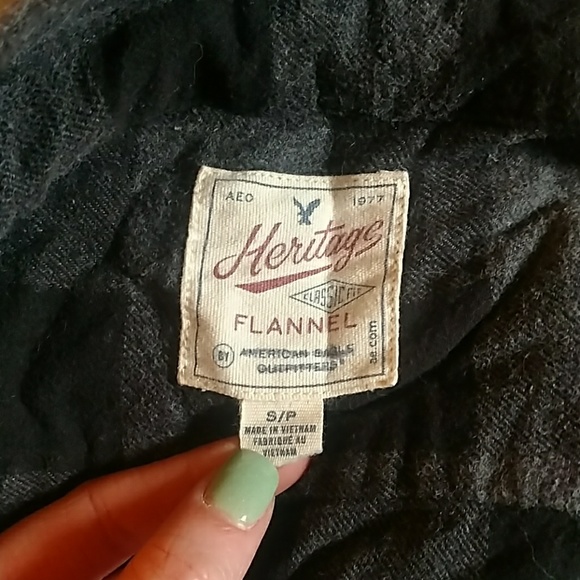 AEO 1977
Heritage
CLASSIC FIT
FLANNEL
BY AMERICAN EAGLE
OUTFITTERS
ae.com
S/P
MADE IN VIETNAM
FABRIQUÉ AU
VIETNAM